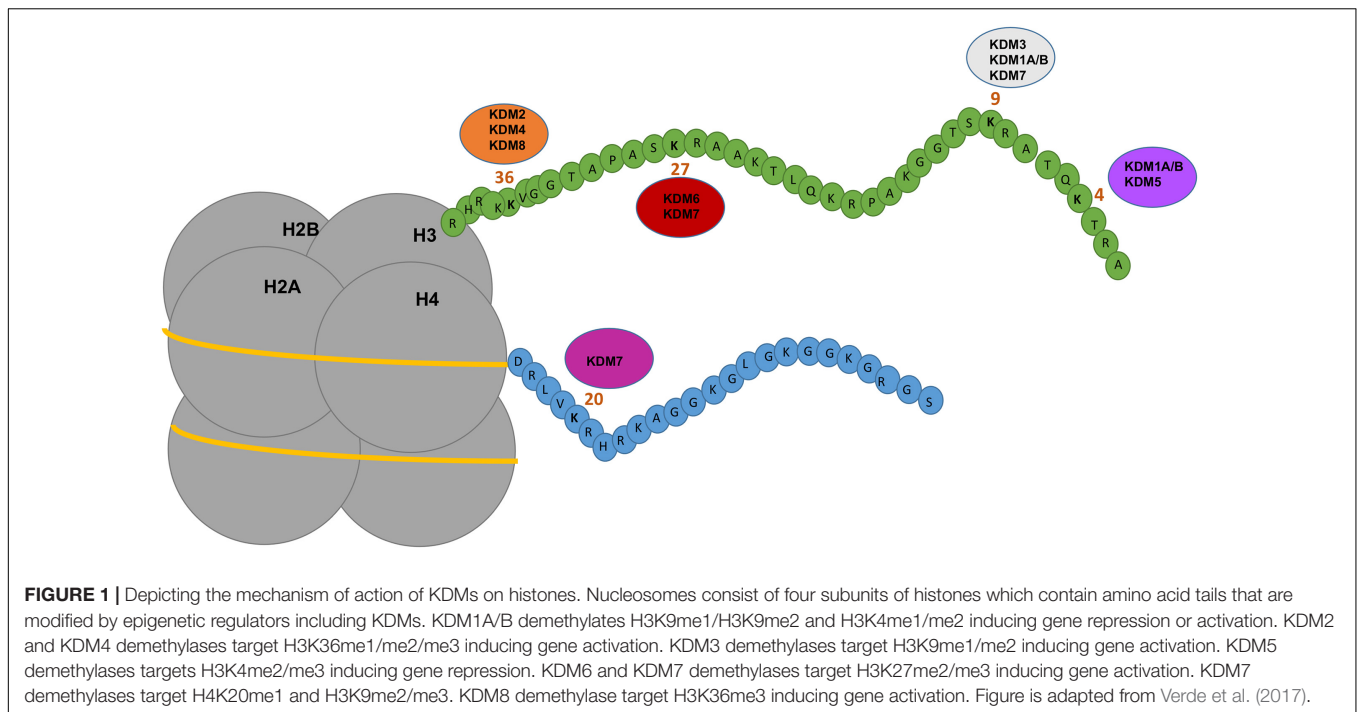 KDM3
KDM1A/B
KDM7
9
KDM2
KDM4
KDM8
36
27
KDM6
KDM7
KDM1A/B
KDM5
4
R H R K K V G G T A P A S K R A A K T L Q K R P A K G G T S K R A T Q K T R A
H2B
H3
H2A
H4
KDM7
20
D R L V K R H R K A G G K G L G K G G K G R G S
FIGURE 1 | Depicting the mechanism of action of KDMs on histones. Nucleosomes consist of four subunits of histones which contain amino acid tails that are
modified by epigenetic regulators including KDMs. KDM1A/B demethylates H3K9me1/H3K9me2 and H3K4me1/me2 inducing gene repression or activation. KDM2
and KDM4 demethylases target H3K36me1/me2/me3 inducing gene activation. KDM3 demethylases target H3K9me1/me2 inducing gene activation. KDM5
demethylases targets H3K4me2/me3 inducing gene repression. KDM6 and KDM7 demethylases target H3K27me2/me3 inducing gene activation. KDM7
demethylases target H4K20me1 and H3K9me2/me3. KDM8 demethylase target H3K36me3 inducing gene activation. Figure is adapted from Verde et al. (2017).